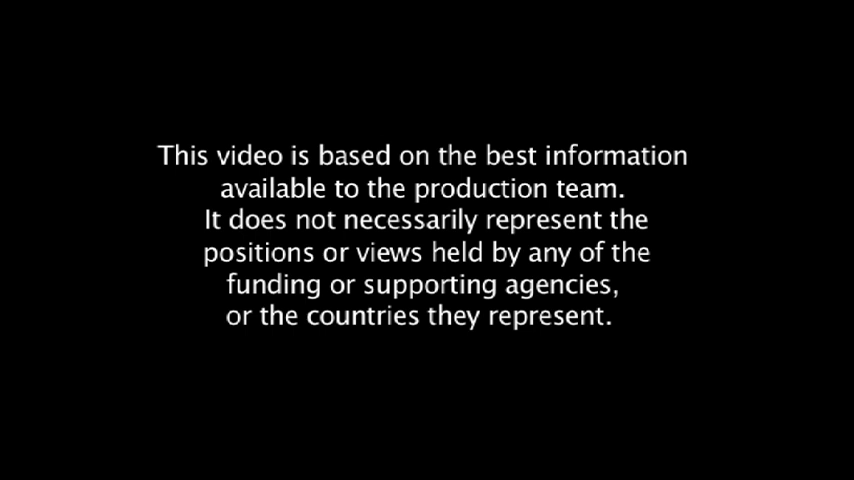 This video is based on the best information
available to the production team.
It does not necessarily represent the
positions or views held by any of the
funding or supporting agencies,
or the countries they represent.